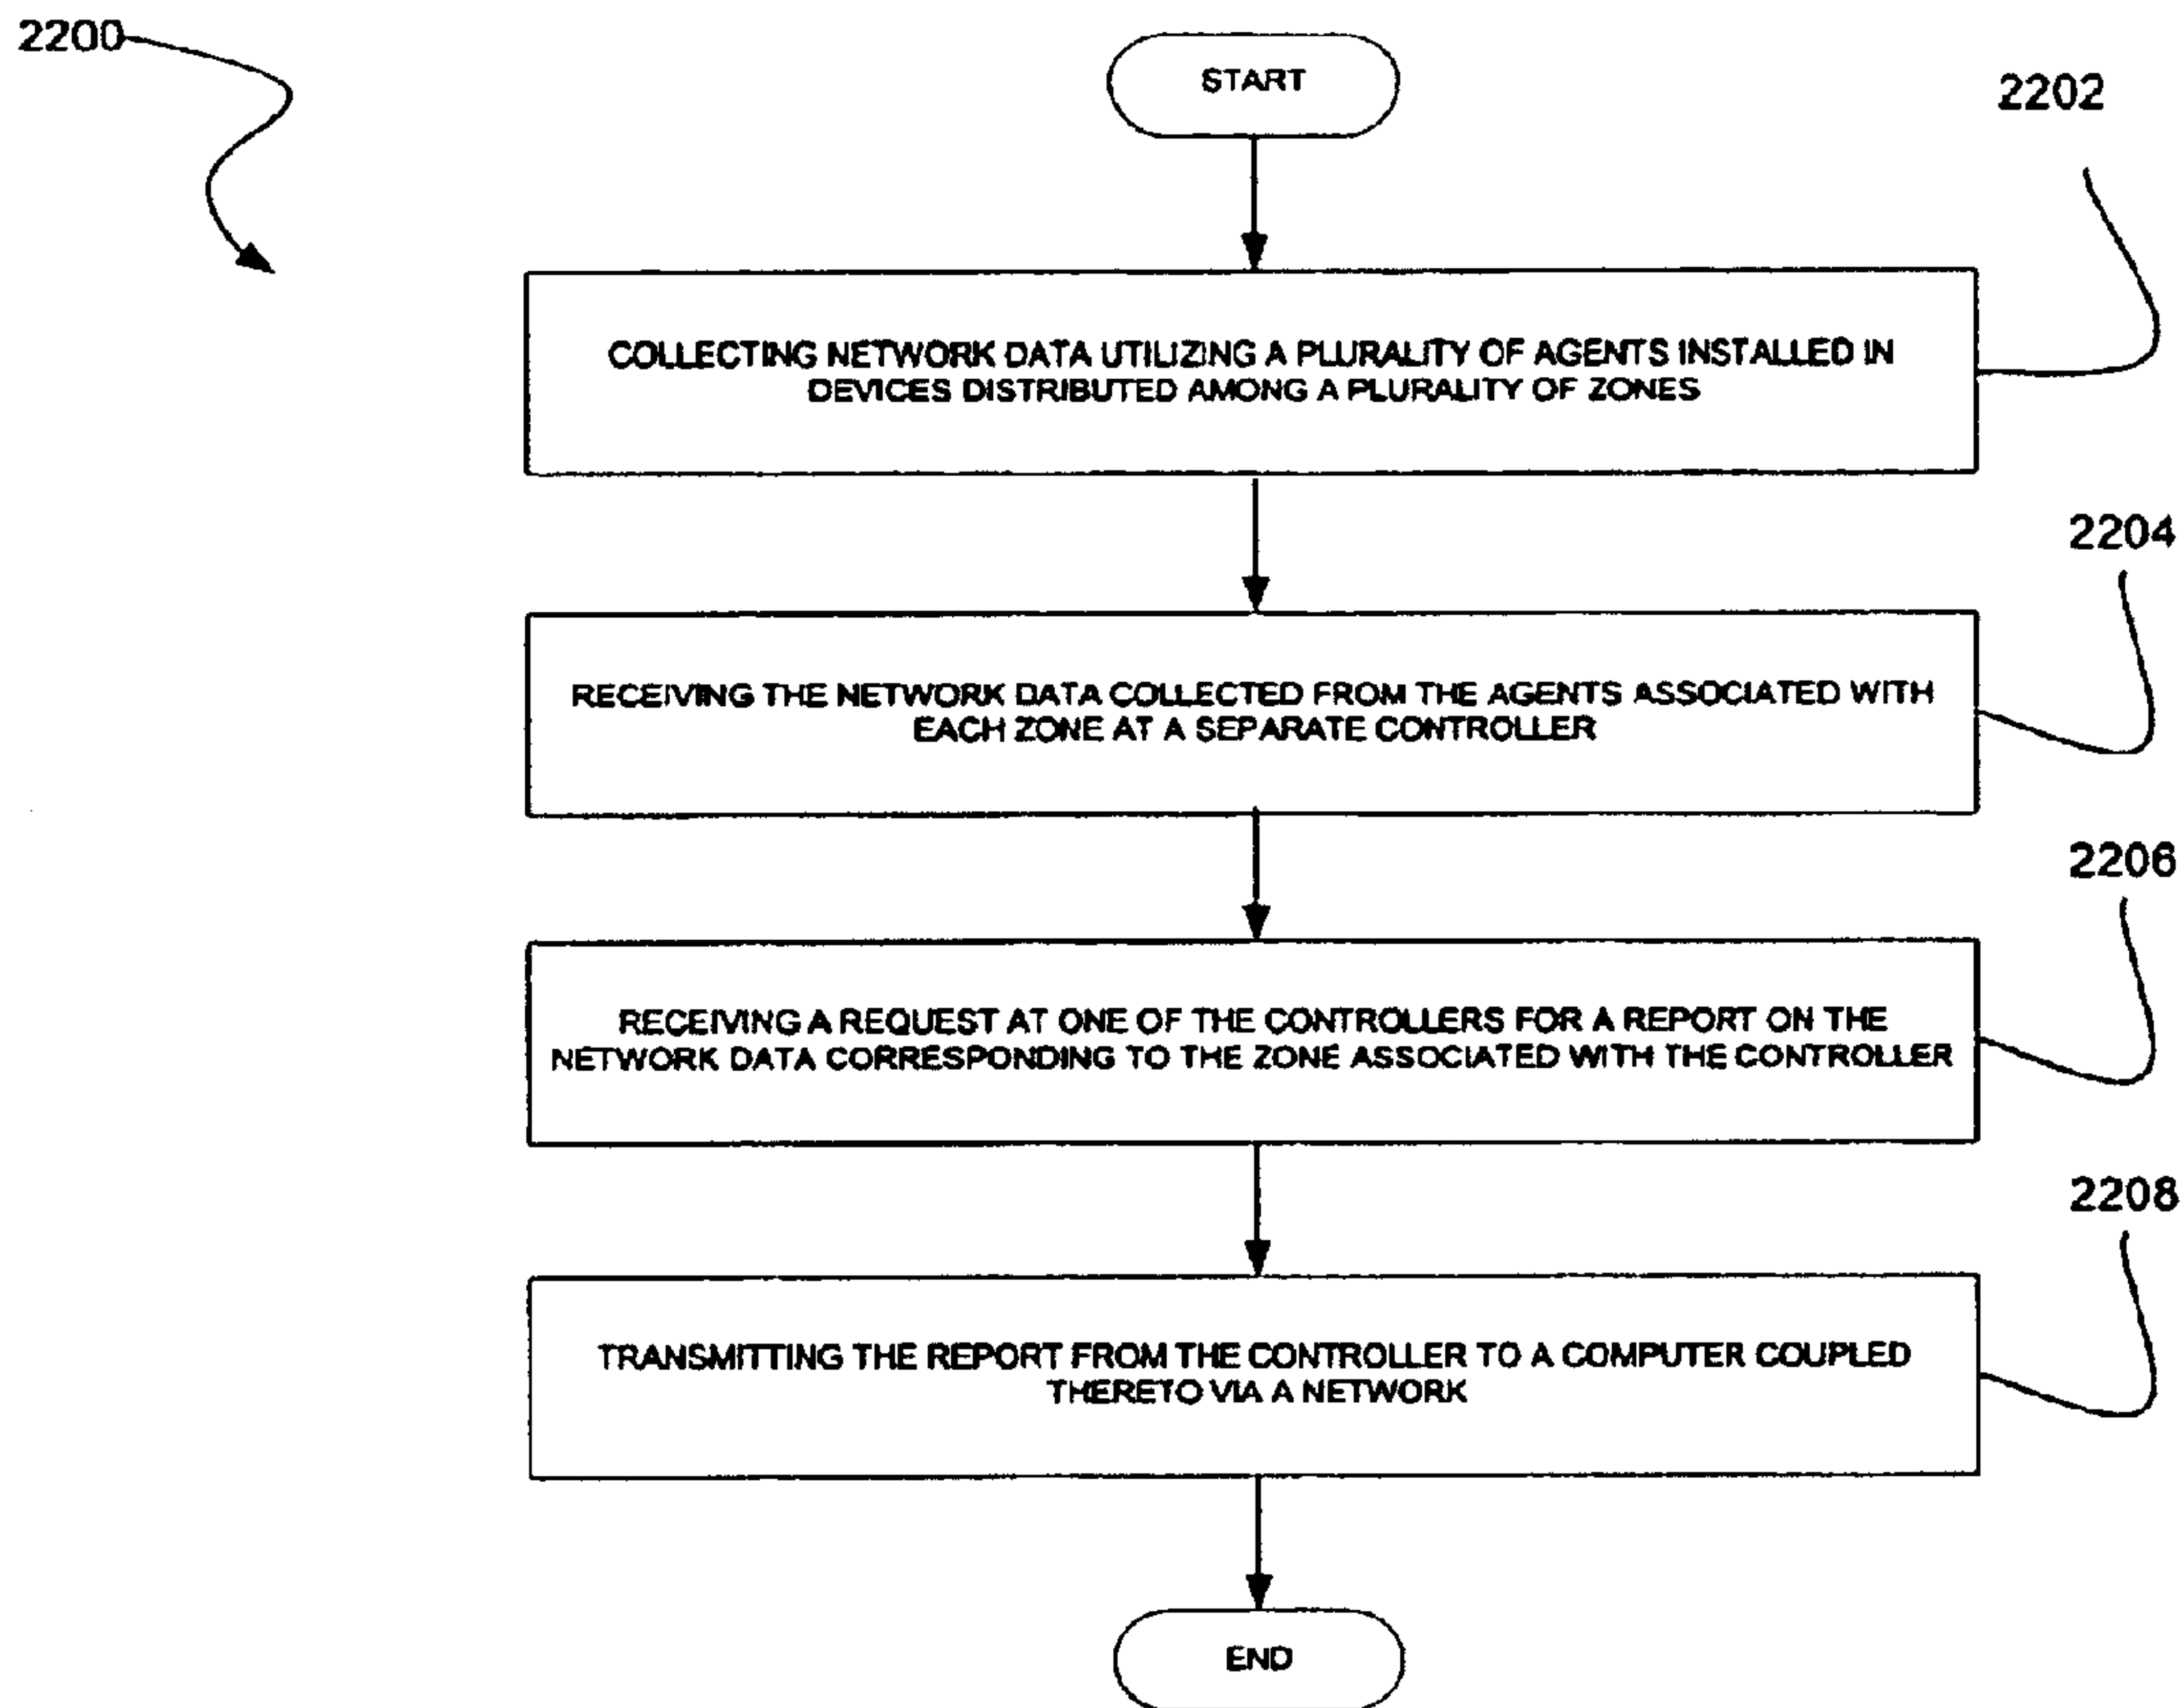 2200
START
2202
COLLECTING NETWORK DATA UTILIZING A PLURALITY OF AGENTS INSTALLED IN
DEVICES DISTRIBUTED AMONG A PLURALITY OF ZONES
2204
RECEIVING THE NETWORK DATA COLLECTED FROM THE AGENTS ASSOCIATED WITH
EACH ZONE AT A SEPARATE CONTROLLER
2206
RECEIVING A REQUEST AT ONE OF THE CONTROLLERS FOR A REPORT ON THE
NETWORK DATA CORRESPONDING TO THE ZONE ASSOCIATED WITH THE CONTROLLER
2208
TRANSMITTING THE REPORT FROM THE CONTROLLER TO A COMPUTER COUPLED
THERETO VIA A NETWORK
END